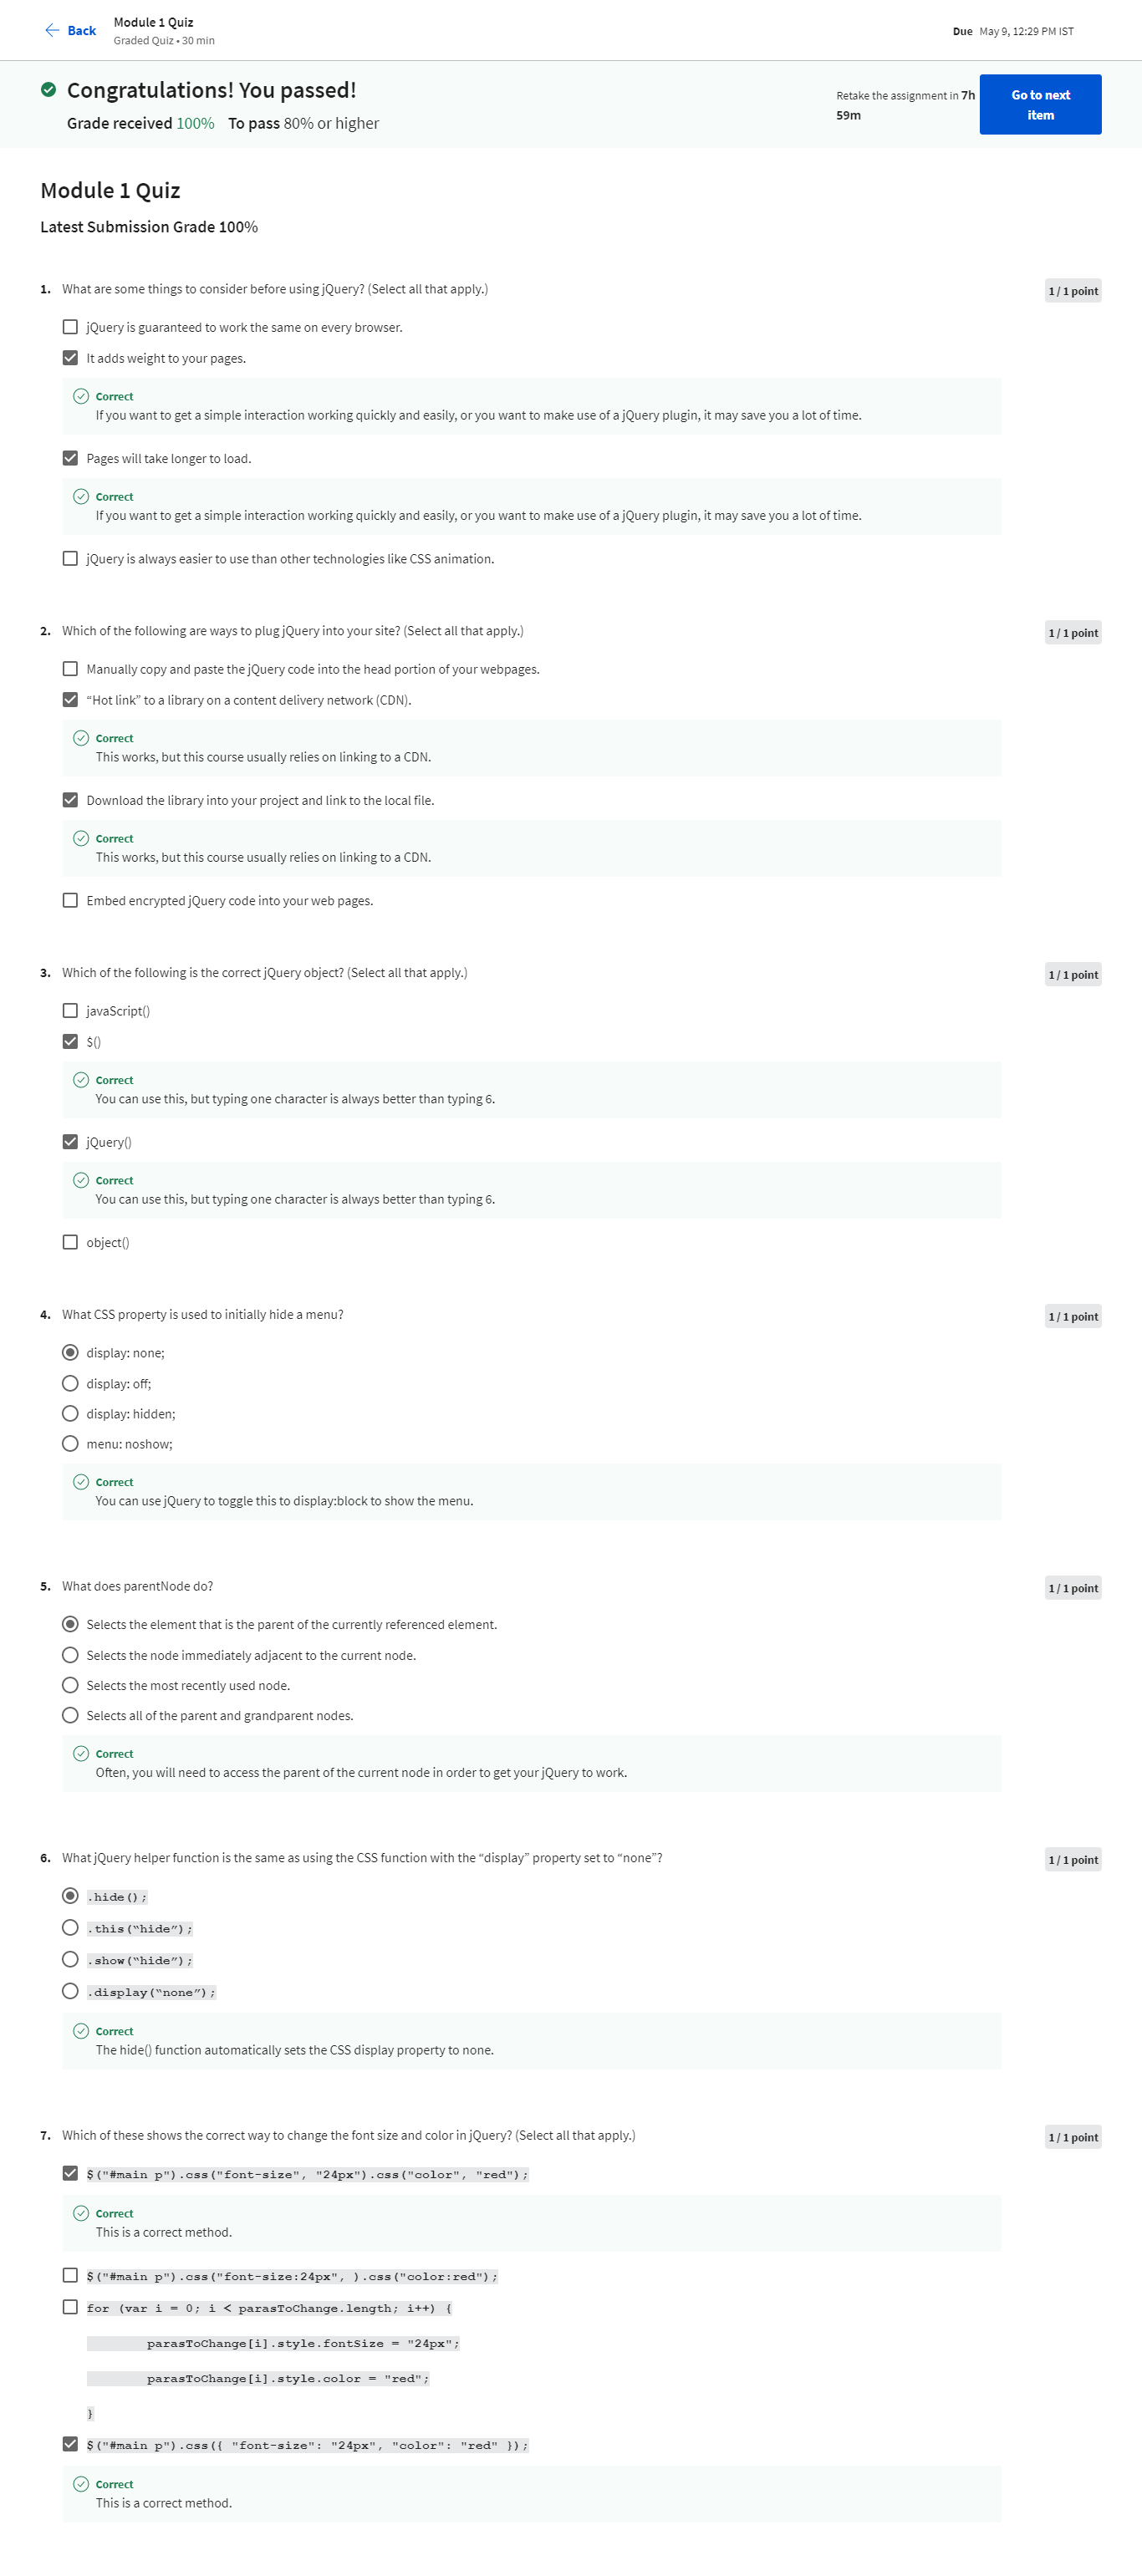 Back
Module 1 Quiz
Graded Quiz • 30 min
Due May 9, 12:29 PM IST
Congratulations! You passed!
Grade received 100% To pass 80% or higher
Retake the assignment in 7h
59m
Go to next
item
Module 1 Quiz
Latest Submission Grade 100%
1. What are some things to consider before using jQuery? (Select all that apply.)
1 / 1 point
jQuery is guaranteed to work the same on every browser.
It adds weight to your pages.
Correct
If you want to get a simple interaction working quickly and easily, or you want to make use of a jQuery plugin, it may save you a lot of time.
Pages will take longer to load.
Correct
If you want to get a simple interaction working quickly and easily, or you want to make use of a jQuery plugin, it may save you a lot of time.
jQuery is always easier to use than other technologies like CSS animation.
2. Which of the following are ways to plug jQuery into your site? (Select all that apply.)
1 / 1 point
Manually copy and paste the jQuery code into the head portion of your webpages.
“Hot link” to a library on a content delivery network (CDN).
Correct
This works, but this course usually relies on linking to a CDN.
Download the library into your project and link to the local file.
Correct
This works, but this course usually relies on linking to a CDN.
Embed encrypted jQuery code into your web pages.
3. Which of the following is the correct jQuery object? (Select all that apply.)
1 / 1 point
javaScript()
$()
Correct
You can use this, but typing one character is always better than typing 6.
jQuery()
Correct
You can use this, but typing one character is always better than typing 6.
object()
4. What CSS property is used to initially hide a menu?
1 / 1 point
display: none;
display: off;
display: hidden;
menu: noshow;
Correct
You can use jQuery to toggle this to display:block to show the menu.
5. What does parentNode do?
1 / 1 point
Selects the element that is the parent of the currently referenced element.
Selects the node immediately adjacent to the current node.
Selects the most recently used node.
Selects all of the parent and grandparent nodes.
Correct
Often, you will need to access the parent of the current node in order to get your jQuery to work.
6. What jQuery helper function is the same as using the CSS function with the “display” property set to “none”?
1 / 1 point
.hide();
.this(“hide”);
.show(“hide”);
.display(“none”);
Correct
The hide() function automatically sets the CSS display property to none.
7. Which of these shows the correct way to change the font size and color in jQuery? (Select all that apply.)
1 / 1 point
$("#main p").css("font-size", "24px").css("color", "red");
Correct
This is a correct method.
$("#main p").css("font-size:24px", ).css("color:red");
for (var i = 0; i < parasToChange.length; i++) {
parasToChange[i].style.fontSize = "24px";
parasToChange[i].style.color = "red";
}
$("#main p").css({ "font-size": "24px", "color": "red" });
Correct
This is a correct method.